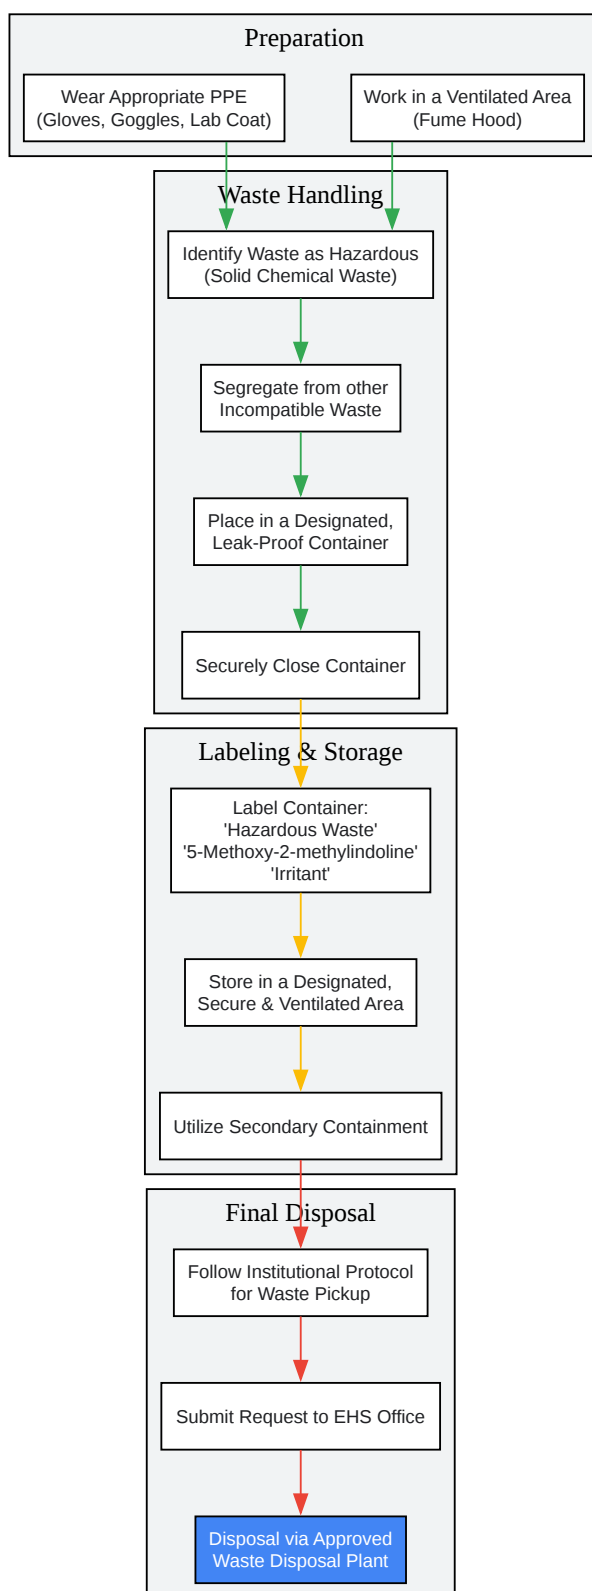 Preparation
Wear Appropriate PPE
(Gloves, Goggles, Lab Coat)
Work in a Ventilated Area
(Fume Hood)
Waste Handling
Identify Waste as Hazardous
(Solid Chemical Waste)
Segregate from other
Incompatible Waste
Place in a Designated,
Leak-Proof Container
Securely Close Container
Labeling & Storage
Label Container:
'Hazardous Waste'
'5-Methoxy-2-methylindoline'
'Irritant'
Store in a Designated,
Secure & Ventilated Area
Utilize Secondary Containment
Final Disposal
Follow Institutional Protocol
for Waste Pickup
Submit Request to EHS Office
Disposal via Approved
Waste Disposal Plant